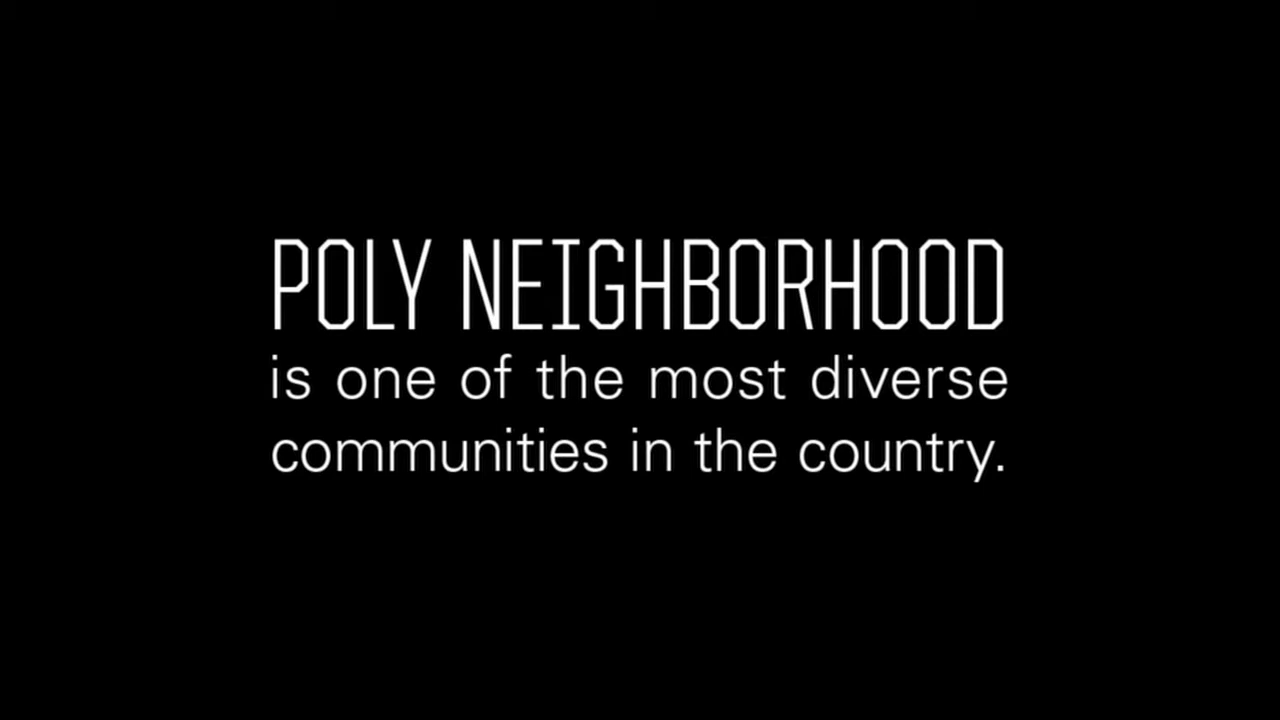 POLY NEIGHBORHOOD
is one of the most diverse
communities in the country.